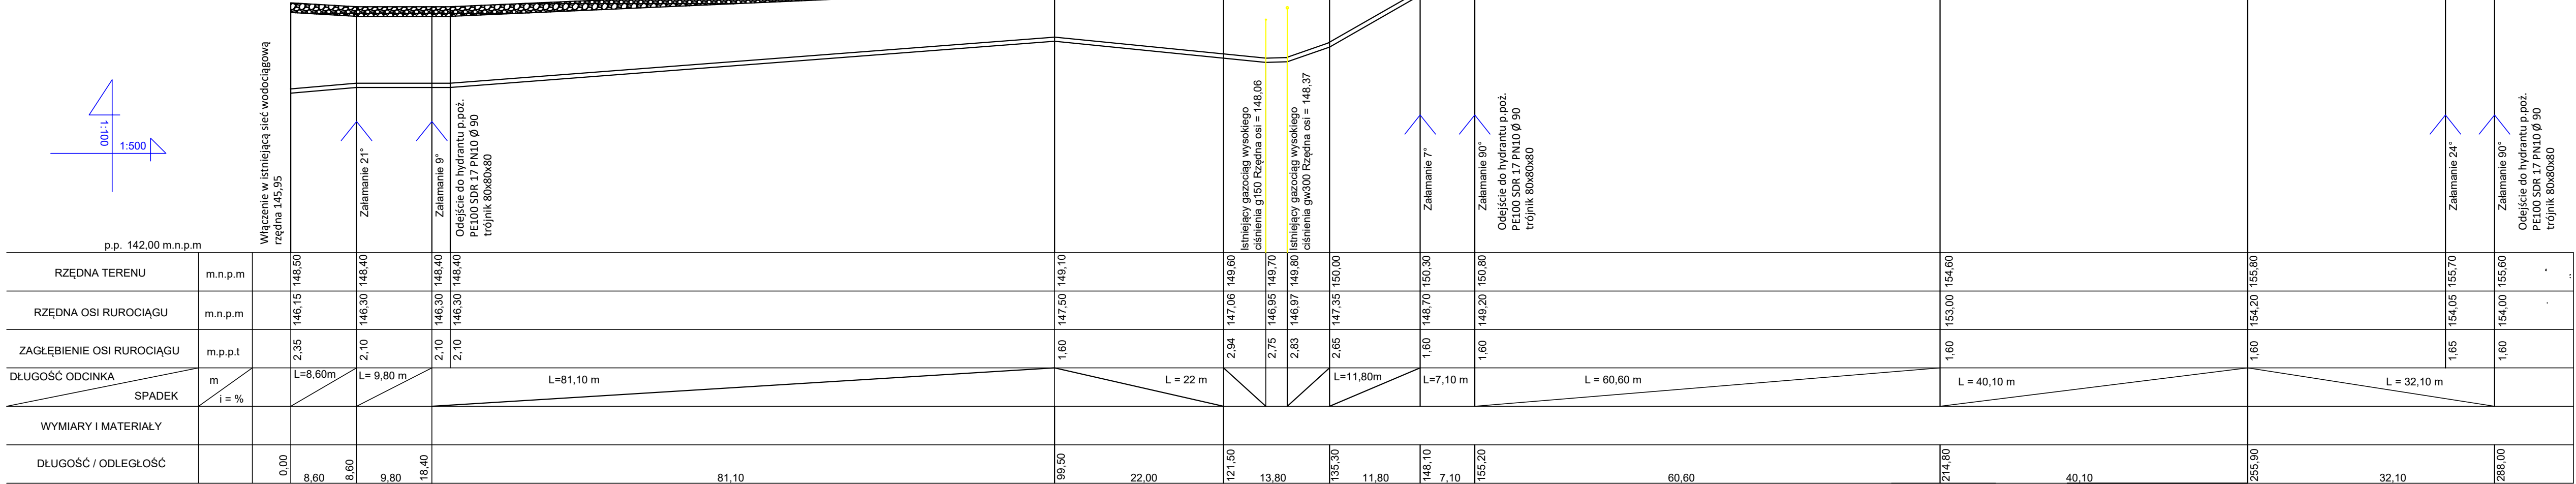 Włączenie w istniejącą sieć wodociągową
rzędna 145,95
Załamanie 21°
Załamanie 9°
Odejście do hydrantu p.poż.
PE100 SDR 17 PN10 Ø 90
trójnik 80x80x80
Istniejący gazociąg wysokiego
ciśnienia g150 Rzędna osi = 148,06
Istniejący gazociąg wysokiego
ciśnienia gw300 Rzędna osi = 148,37
Załamanie 7°
Załamanie 90°
Odejście do hydrantu p.poż.
PE100 SDR 17 PN10 Ø 90
trójnik 80x80x80
Załamanie 24°
Załamanie 90°
Odejście do hydrantu p.poż.
PE100 SDR 17 PN10 Ø 90
trójnik 80x80x80
1:100
1:500
p.p. 142,00 m.n.p.m
RZĘDNA TERENU m.n.p.m 148,50 148,40 148,40 148,40 149,10 149,60 149,70 149,80 150,00 150,30 150,80 154,60 155,80 155,70 155,60
RZĘDNA OSI RUROCIĄGU m.n.p.m 146,15 146,30 146,30 146,30 147,50 147,06 146,95 146,97 147,35 148,70 149,20 153,00 154,20 154,05 154,00
ZAGŁĘBIENIE OSI RUROCIĄGU m.p.p.t 2,35 2,10 2,10 2,10 1,60 2,94 2,75 2,83 2,65 1,60 1,60 1,60 1,60 1,65 1,60
DŁUGOŚĆ ODCINKA m L=8,60m L= 9,80 m L=81,10 m L = 22 m L=11,80m L=7,10 m L = 60,60 m L = 40,10 m L = 32,10 m
SPADEK i = %
WYMIARY I MATERIAŁY
DŁUGOŚĆ / ODLEGŁOŚĆ 0,00 8,60 18,40 99,50 121,50 135,30 148,10 155,20 214,80 255,90 288,00
8,60 9,80 81,10 22,00 13,80 11,80 7,10 60,60 40,10 32,10